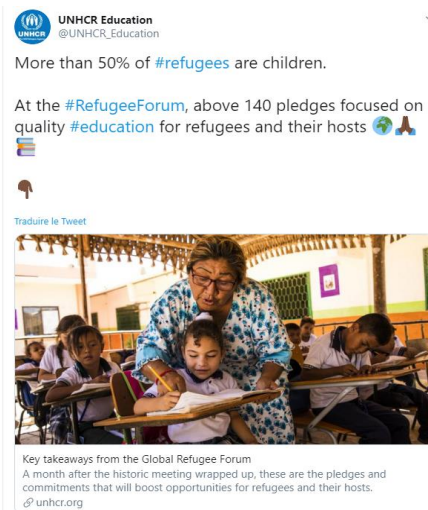 UNHCR Education
@UNHCR_Education
UNHCR
More than 50% of #refugees are children.
At the #RefugeeForum, above 140 pledges focused on
quality #education for refugees and their hosts 🌍🙏🏿
📚
👇🏿
Traduire le Tweet
Key takeaways from the Global Refugee Forum
A month after the historic meeting wrapped up, these are the pledges and
commitments that will boost opportunities for refugees and their hosts.
unhcr.org